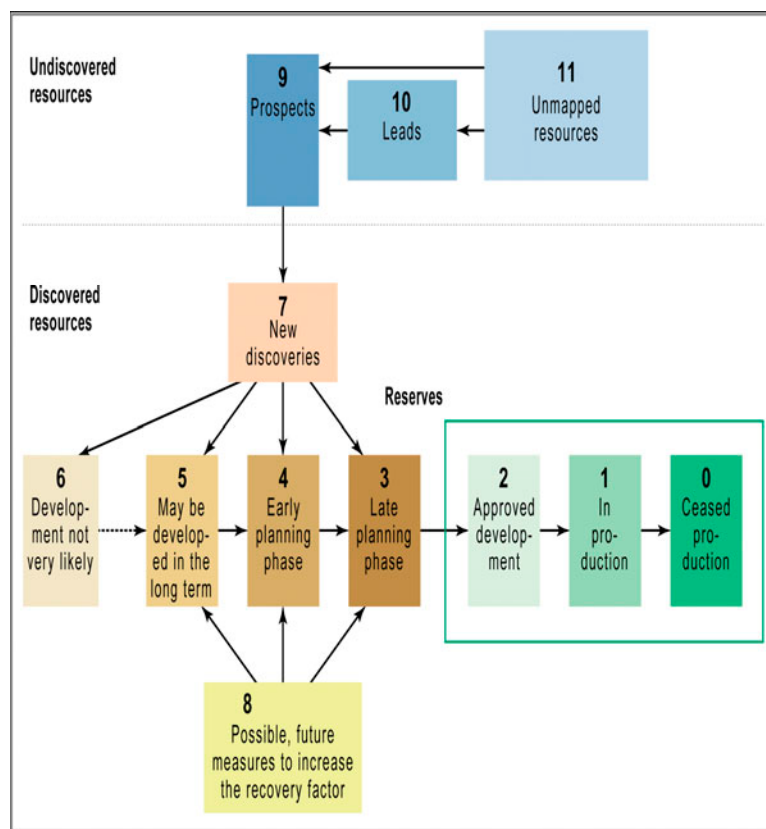 Undiscovered
resources
9
Prospects
10
Leads
11
Unmapped
resources
Discovered
resources
7
New
discoveries
Reserves
6
Develop-
ment not
very likely
5
May be
develop-
ed in the
long term
4
Early
planning
phase
3
Late
planning
phase
2
Approved
develop-
ment
1
In
pro-
duction
0
Ceased
pro-
duction
8
Possible, future
measures to increase
the recovery factor